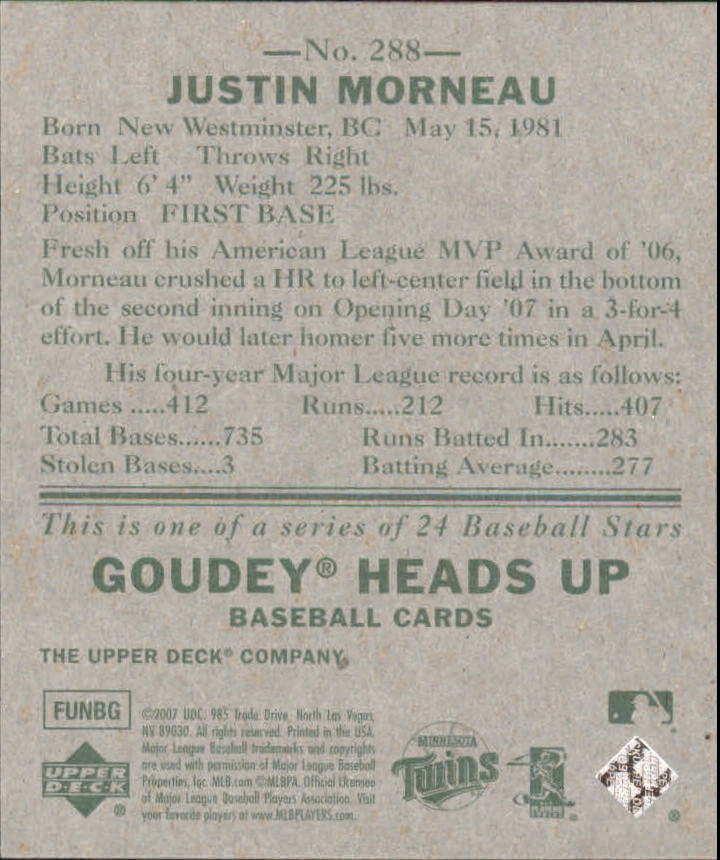 —No. 288—
JUSTIN MORNEAU
Born New Westminster, BC May 15, 1981
Bats Left Throws Right
Height 6' 4" Weight 225 lbs.
Position FIRST BASE
Fresh off his American League MVP Award of '06,
Morneau crushed a HR to left-center field in the bottom
of the second inning on Opening Day '07 in a 3-for-4
effort. He would later homer five more times in April.
His four-year Major League record is as follows:
Games .....412 Runs.....212 Hits.....407
Total Bases......735 Runs Batted In.......283
Stolen Bases....3 Batting Average........277
This is one of a series of 24 Baseball Stars
GOUDEY® HEADS UP
BASEBALL CARDS
THE UPPER DECK® COMPANY
FUNBG
©2007 UDC. 985 Trade Drive, North Las Vegas,
NV 89030. All rights reserved. Printed in the USA.
Major League Baseball trademarks and copyrights
are used with permission of Major League Baseball
Properties, Inc. MLB.com ©MLBPA. Official Licensee
of Major League Baseball Players Association. Visit
your favorite players at www.MLBPLAYERS.com.
UPPER
D·E·C·K
®
MINNESOTA
Twins
®
®